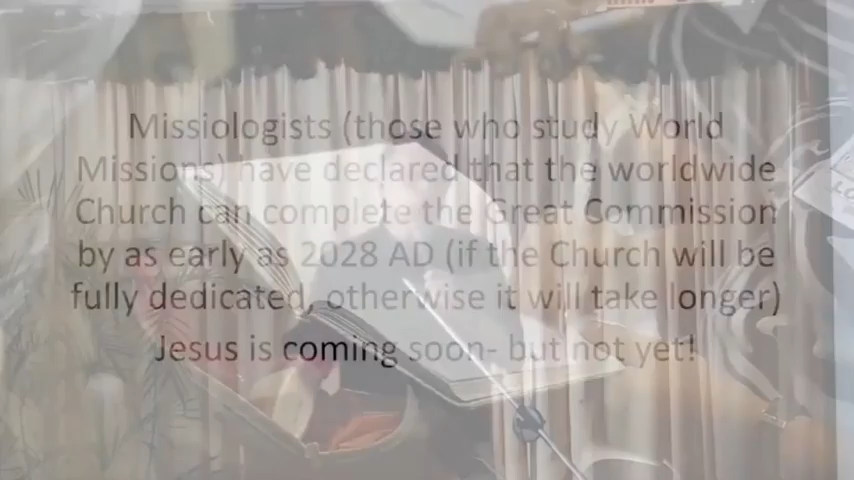 Missiologists (those who study World
Missions) have declared that the worldwide
Church can complete the Great Commission
by as early as 2028 AD (if the Church will be
fully dedicated, otherwise it will take longer)
Jesus is coming soon- but not yet!